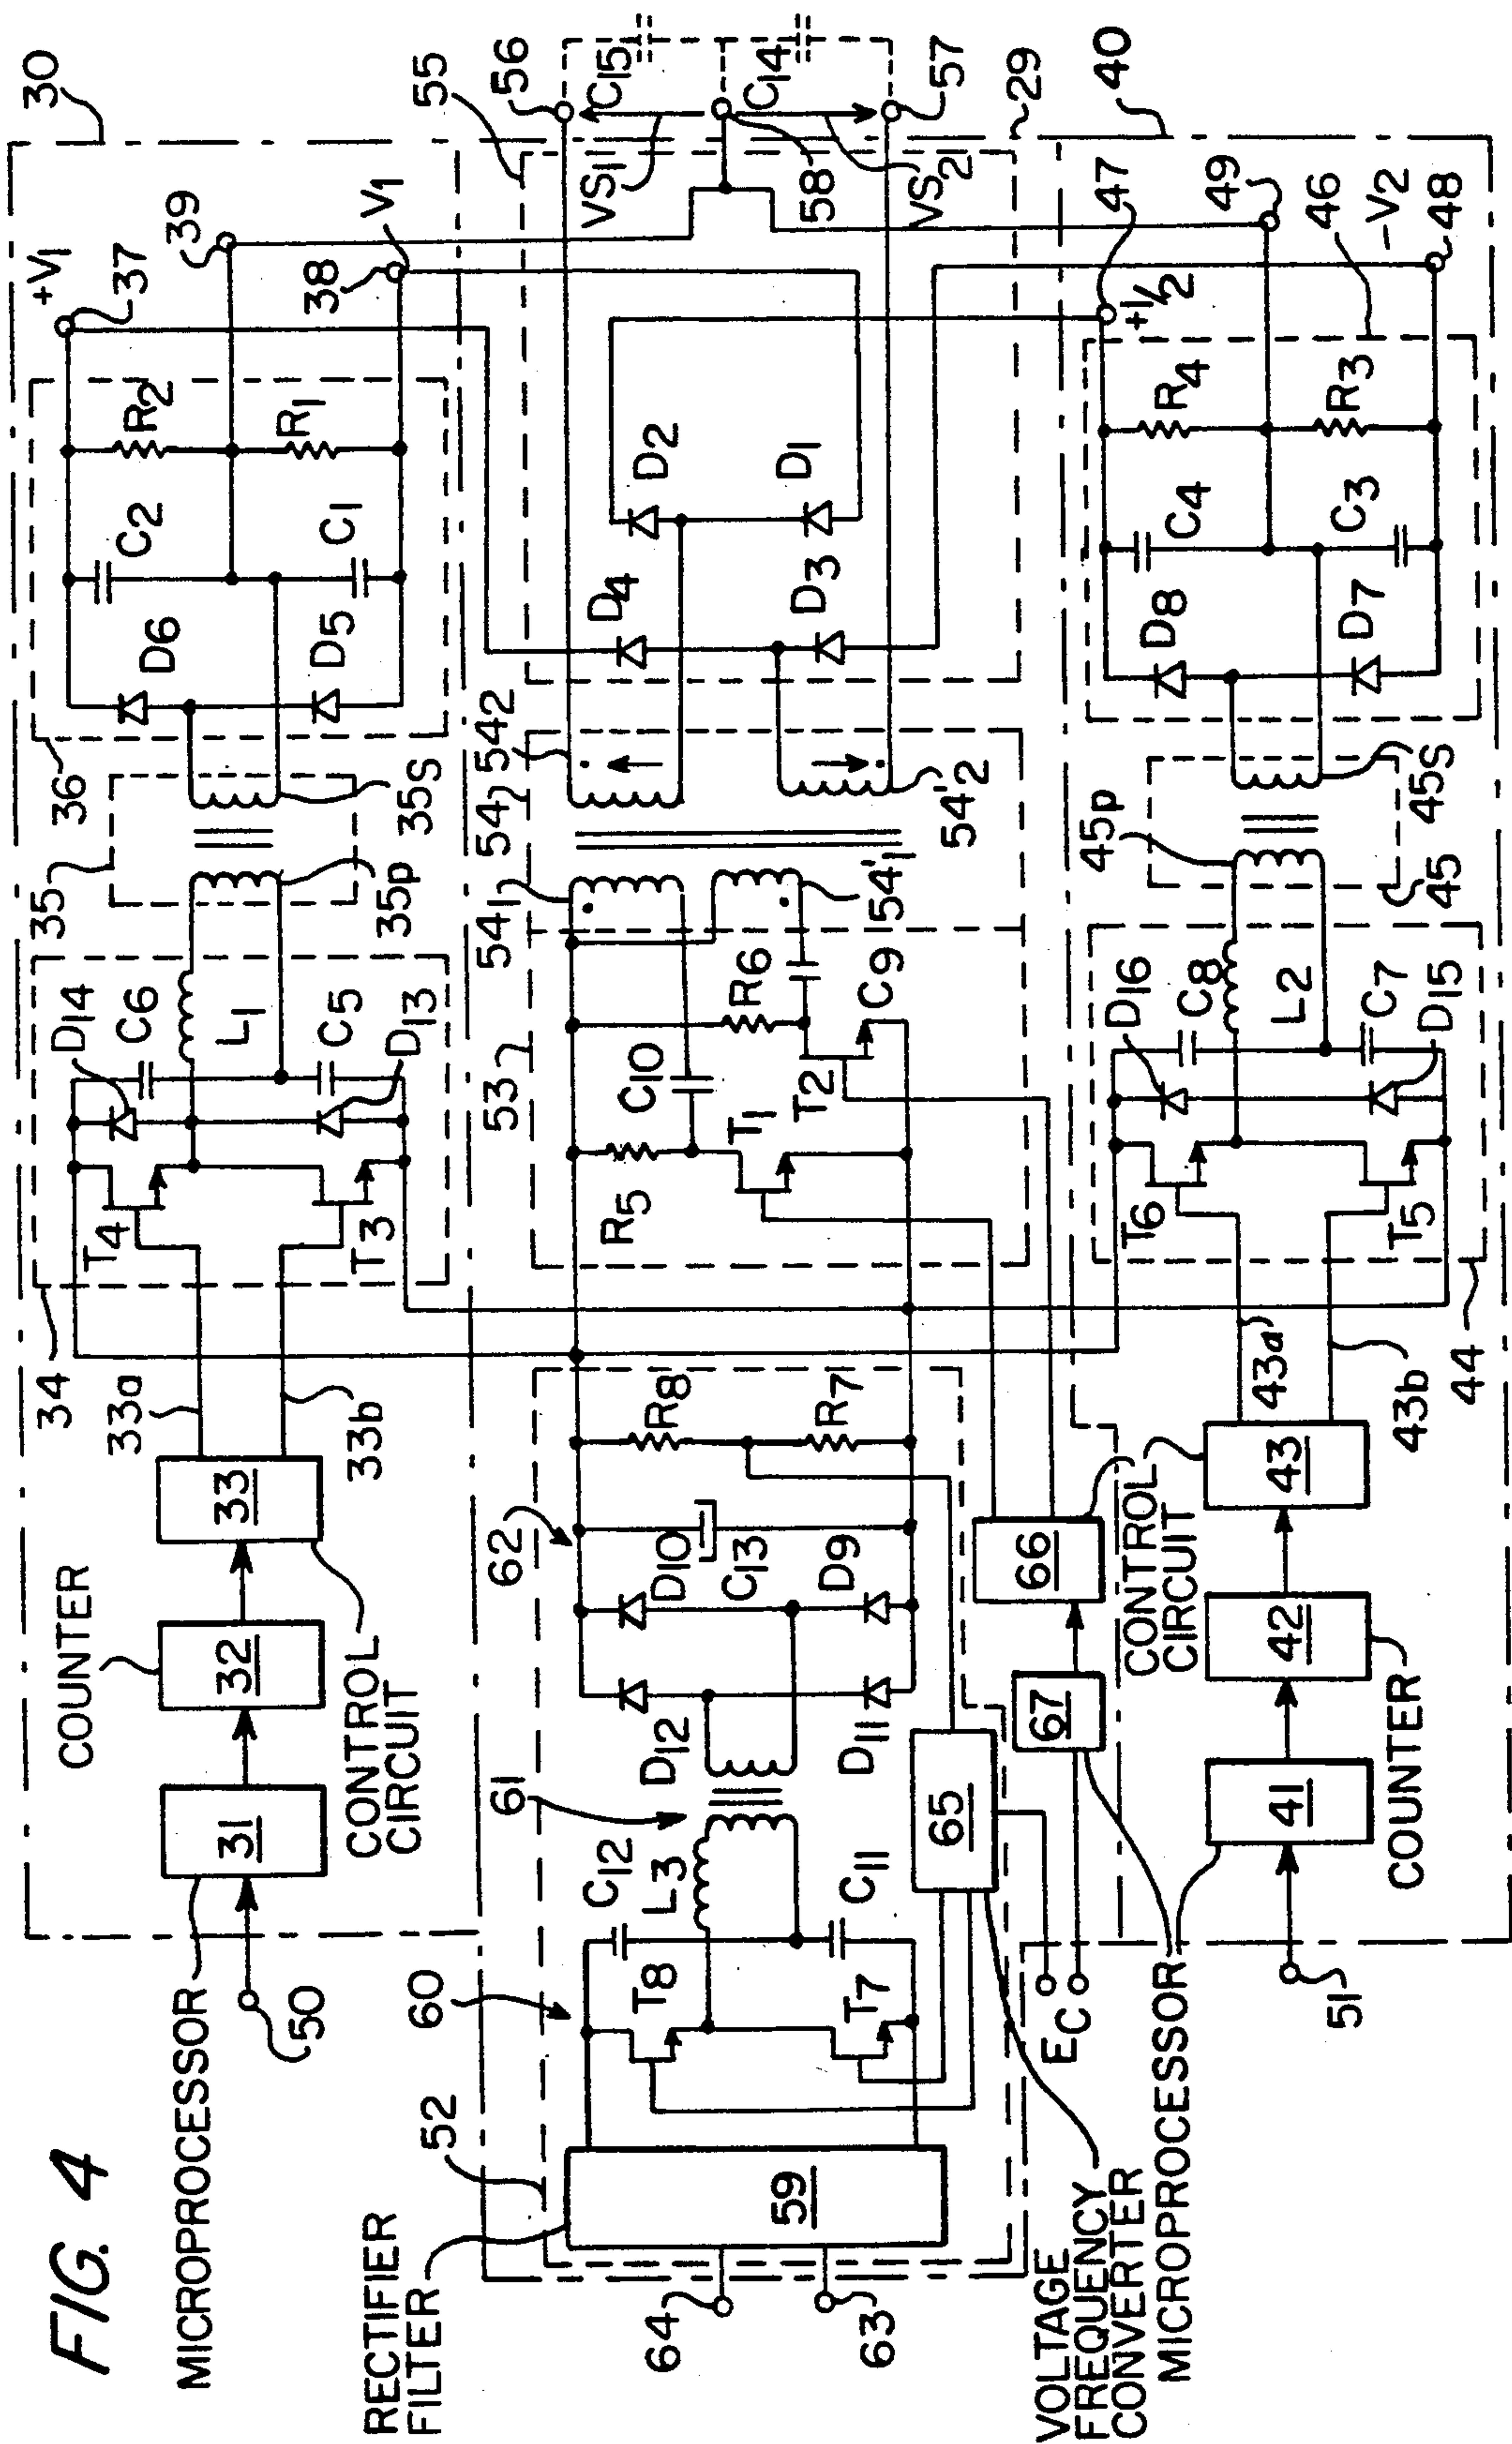 FIG. 4
MICROPROCESSOR
50
31
COUNTER
32
33
CONTROL
CIRCUIT
33a
33b
34
T4
T3
D14
C6
L1
C5
D13
35
35p
35S
36
D6
D5
C2
C1
R2
R1
+V1
37
39
38
V1
30
RECTIFIER
FILTER
64
63
59
52
60
T8
T7
C12
L3
C11
61
D12
D11
62
D10
D9
C13
R8
R7
65
53
R5
C10
T1
T2
R6
C9
54₁
54'₁
54
54₂
54'₂
D4
D3
D2
D1
55
VS1
VS2
56
58
57
C15
C14
29
VOLTAGE
FREQUENCY
CONVERTER
MICROPROCESSOR
EC
67
66
CONTROL
CIRCUIT
51
41
COUNTER
42
43
43a
43b
44
T6
T5
D16
C8
L2
C7
D15
45p
45
45S
D8
D7
C4
C3
R4
R3
+V2
47
49
46
-V2
48
40